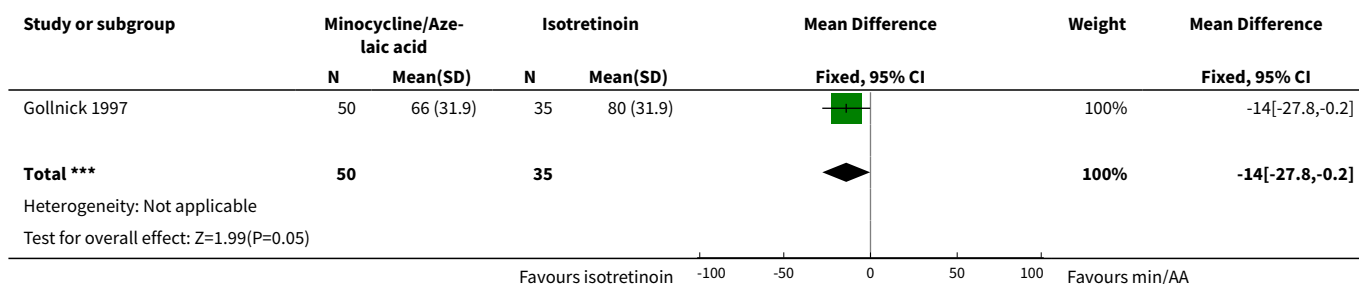 Study or subgroup Minocycline/Aze- Isotretinoin Mean Difference Weight Mean Difference
laic acid
N Mean(SD) N Mean(SD) Fixed, 95% CI Fixed, 95% CI
Gollnick 1997 50 66 (31.9) 35 80 (31.9) 100% -14[-27.8,-0.2]
Total *** 50 35 100% -14[-27.8,-0.2]
Heterogeneity: Not applicable
Test for overall effect: Z=1.99(P=0.05)
Favours isotretinoin -100 -50 0 50 100 Favours min/AA